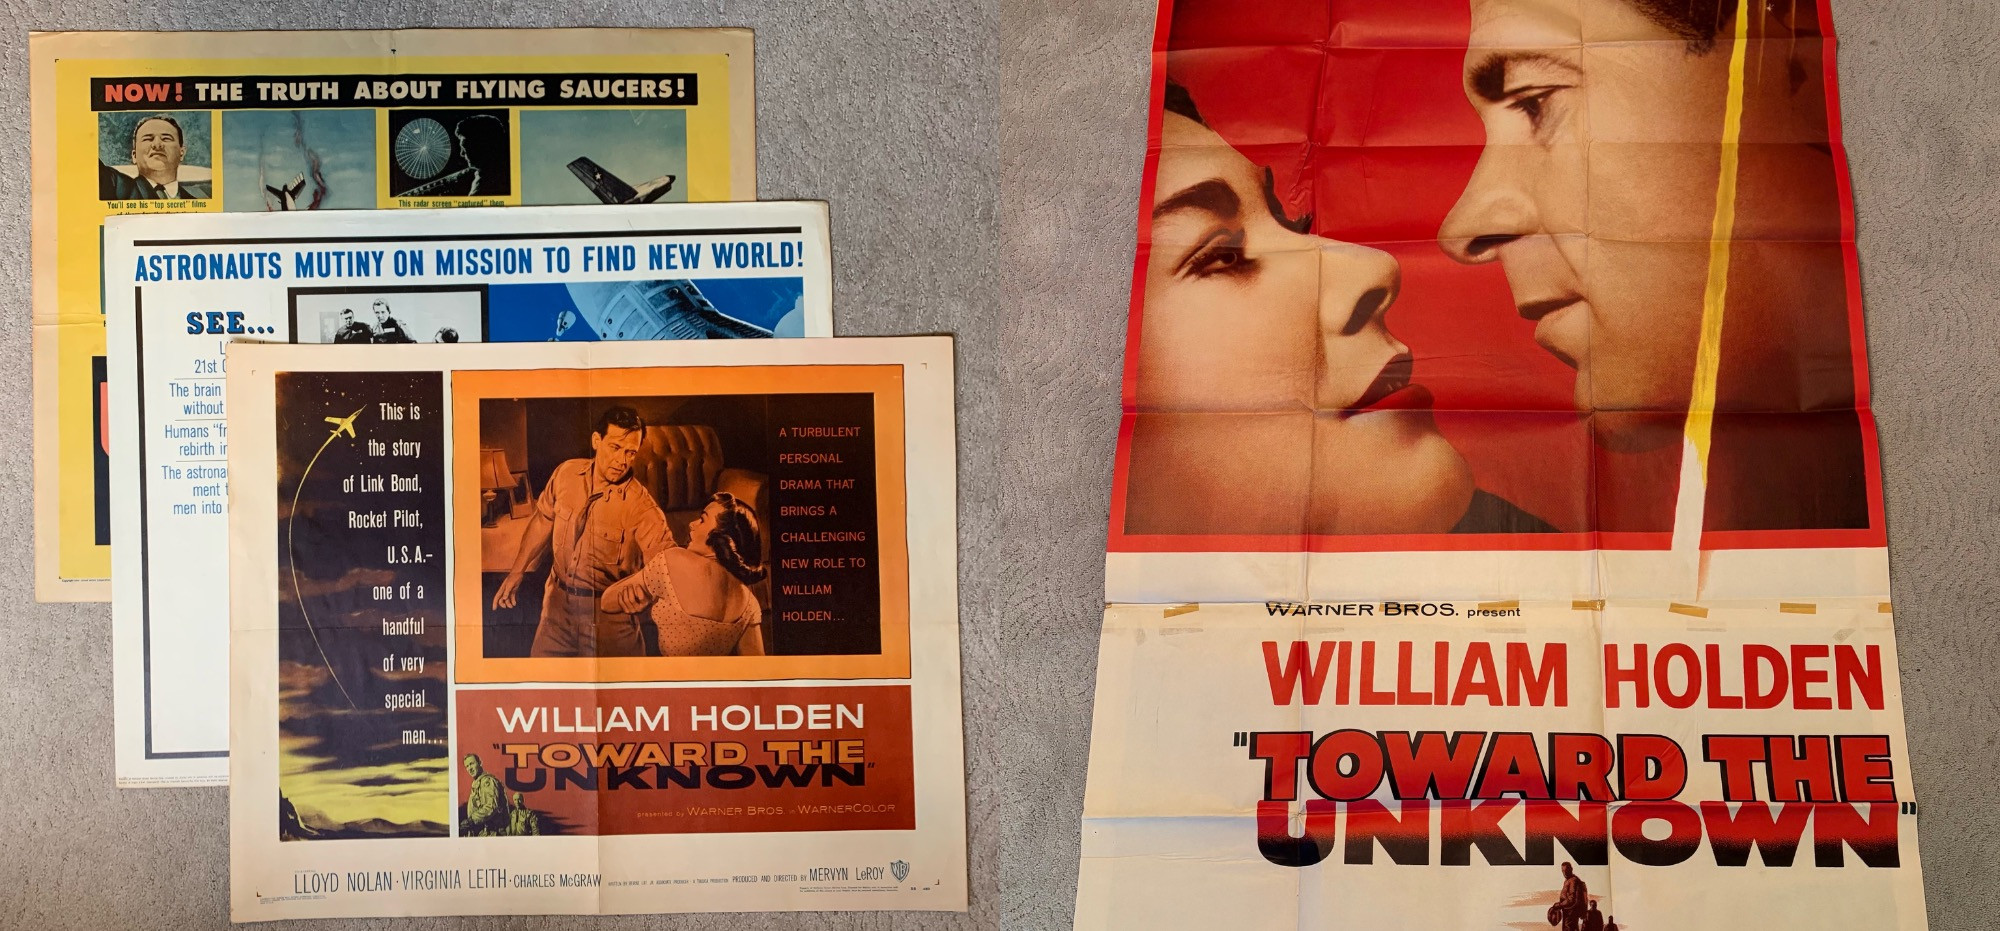 NOW! THE TRUTH ABOUT FLYING SAUCERS!
You'll see his "top secret" films
This radar screen "captured" them
ASTRONAUTS MUTINY ON MISSION TO FIND NEW WORLD!
SEE...
21st
The brain
without
Humans
rebirth in
The
ment
men into
This is
the story
of Link Bond,
Rocket Pilot,
U.S.A.–
one of a
handful
of very
special
men...
A TURBULENT
PERSONAL
DRAMA THAT
BRINGS A
CHALLENGING
NEW ROLE TO
WILLIAM
HOLDEN...
WILLIAM HOLDEN
"TOWARD THE
UNKNOWN"
presented by WARNER BROS. in WARNERCOLOR
LLOYD NOLAN · VIRGINIA LEITH · CHARLES McGRAW PRODUCED AND DIRECTED BY MERVYN LeROY WB
WARNER BROS. present
WILLIAM HOLDEN
"TOWARD THE
UNKNOWN"